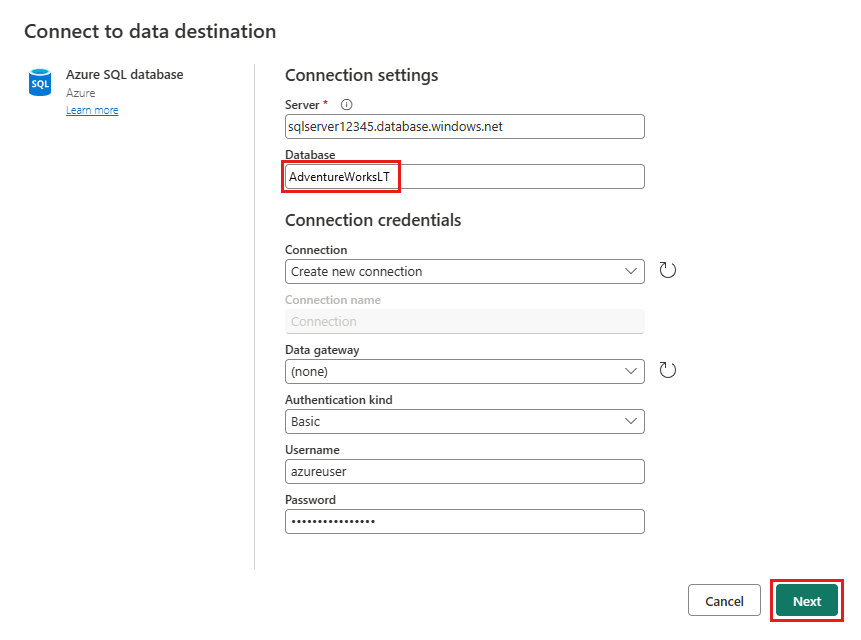 Connect to data destination
SQL
Azure SQL database
Azure
Learn more
Connection settings
Server *
sqlserver12345.database.windows.net
Database
AdventureWorksLT
Connection credentials
Connection
Create new connection
Connection name
Connection
Data gateway
(none)
Authentication kind
Basic
Username
azureuser
Password
••••••••••••••••
Cancel
Next